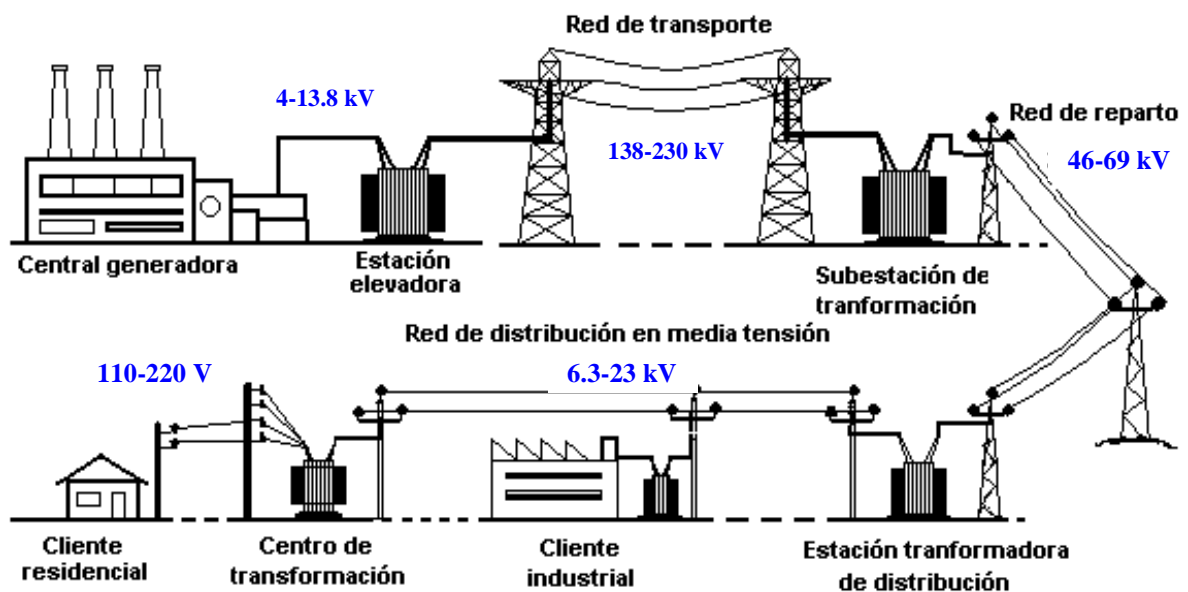 Red de transporte
4-13.8 kV
138-230 kV
Red de reparto
46-69 kV
Central generadora
Estación
elevadora
Subestación de
tranformación
Red de distribución en media tensión
110-220 V
6.3-23 kV
Cliente
residencial
Centro de
transformación
Cliente
industrial
Estación tranformadora
de distribución